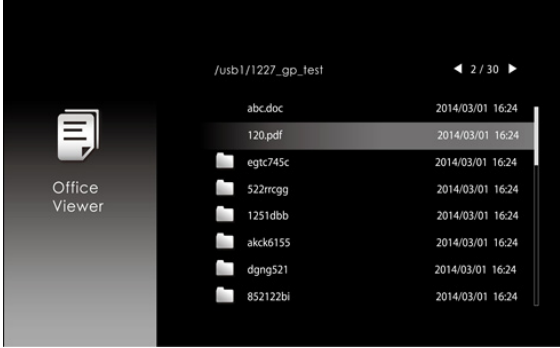 /usb1/1227_gp_test
2 / 30
abc.doc 2014/03/01 16:24
120.pdf 2014/03/01 16:24
egtc745c 2014/03/01 16:24
522rrcgg 2014/03/01 16:24
1251dbb 2014/03/01 16:24
akck6155 2014/03/01 16:24
dgng521 2014/03/01 16:24
852122bi 2014/03/01 16:24
Office
Viewer